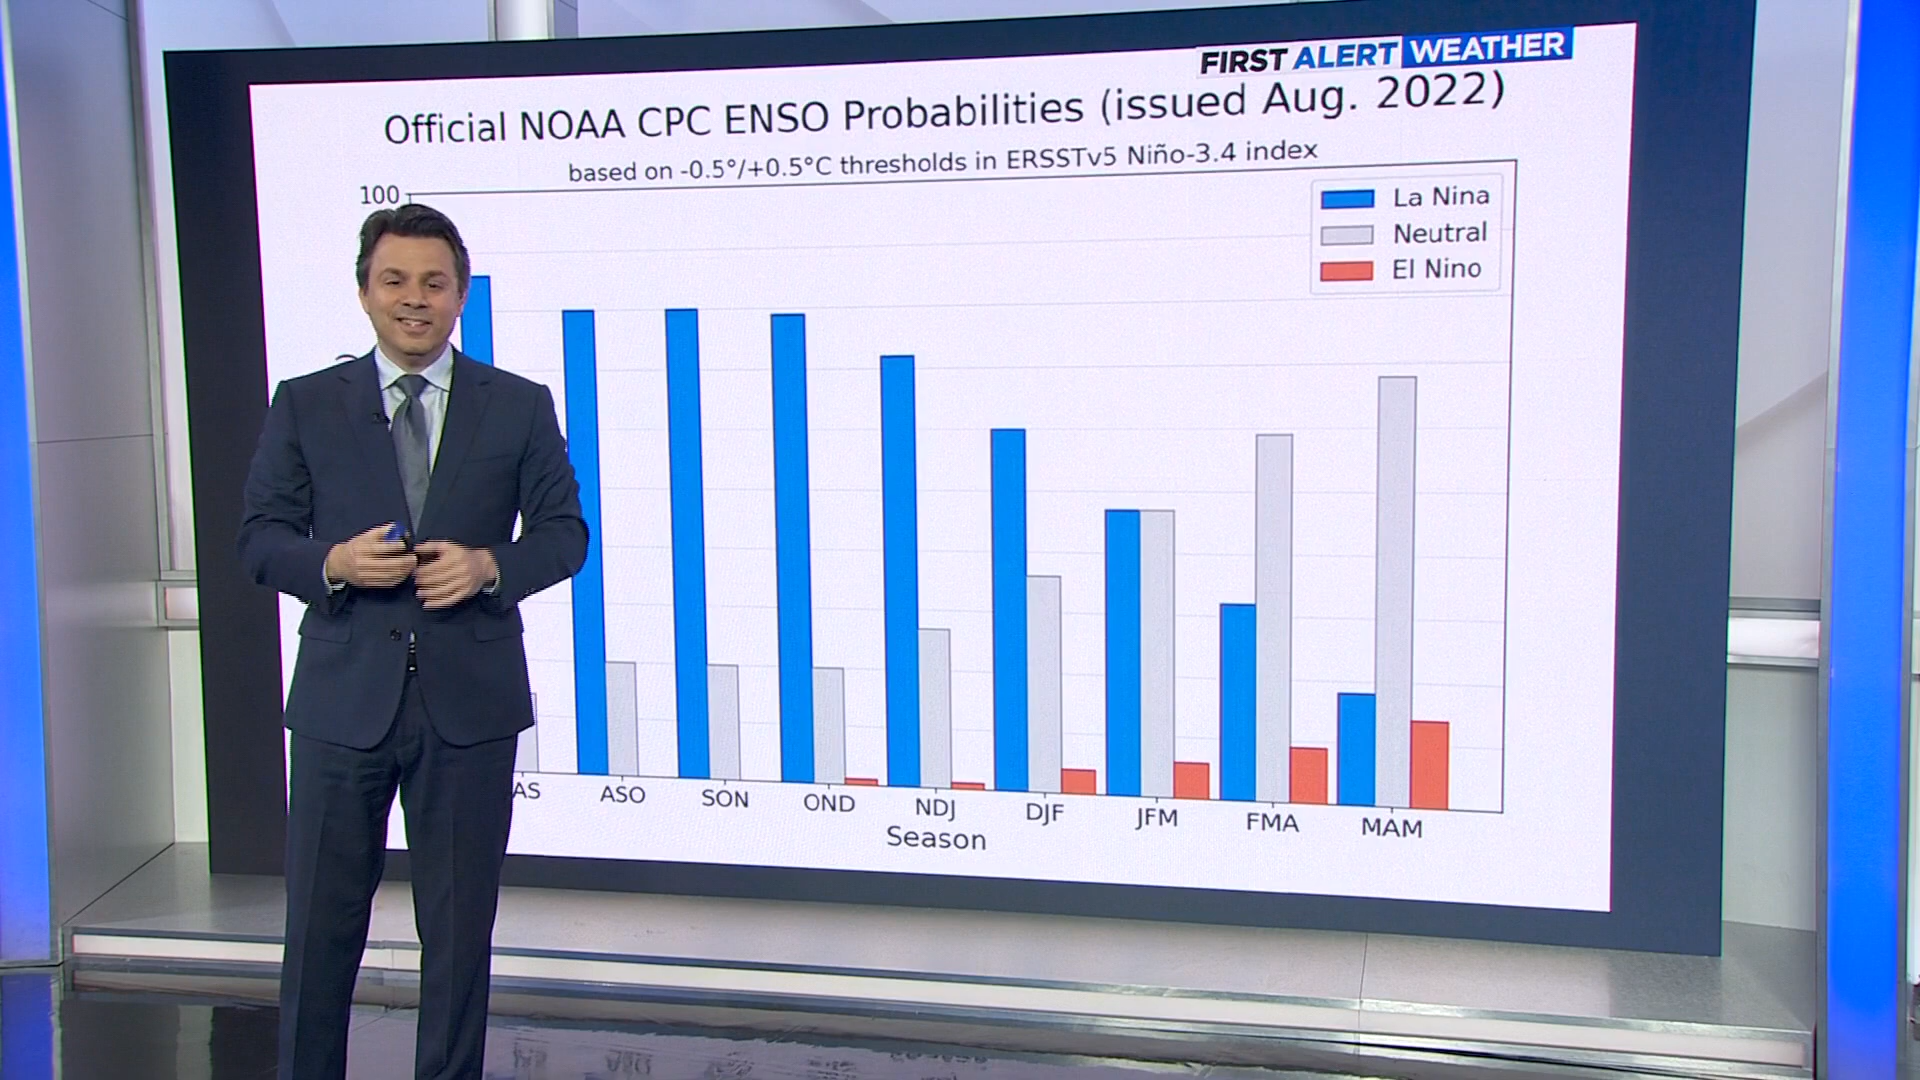 FIRST ALERT WEATHER
Official NOAA CPC ENSO Probabilities (issued Aug. 2022)
based on -0.5°/+0.5°C thresholds in ERSSTv5 Niño-3.4 index
100
La Nina
Neutral
El Nino
AS ASO SON OND NDJ DJF JFM FMA MAM
Season